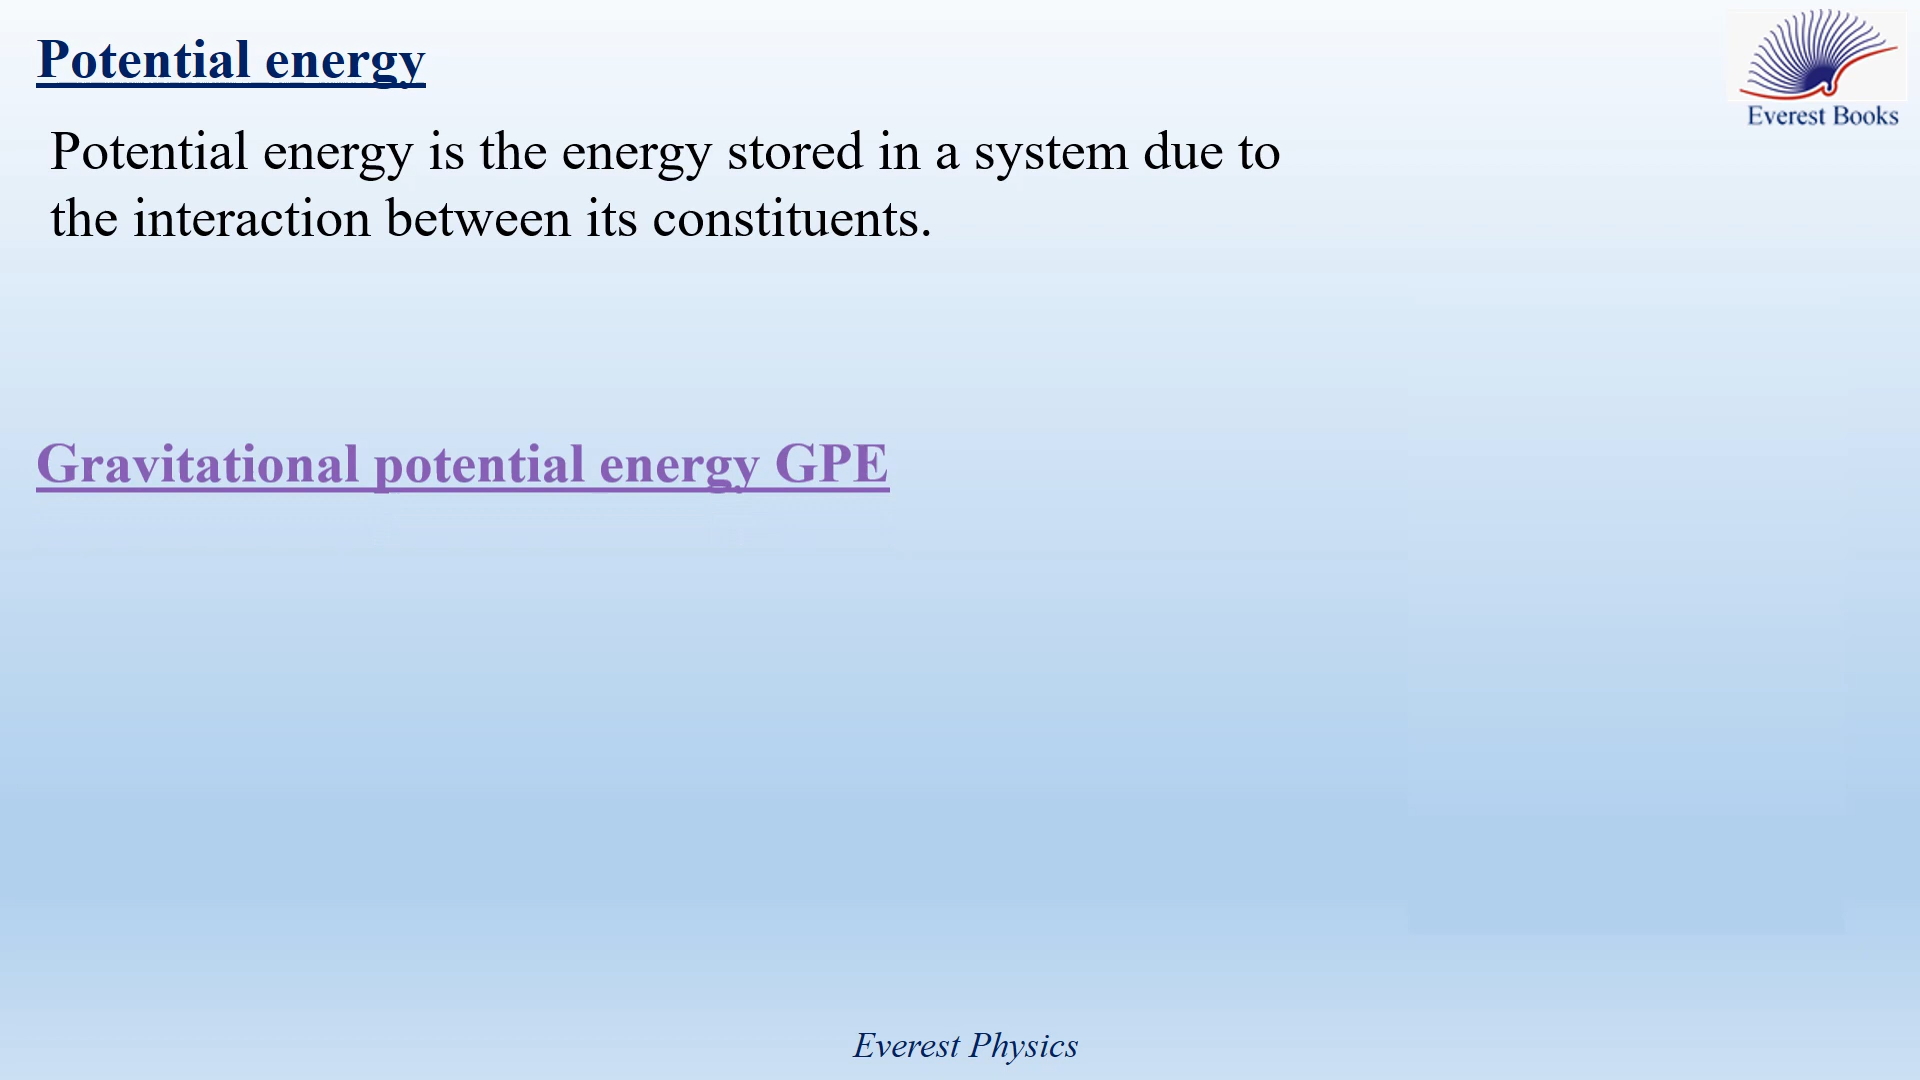 Potential energy
Everest Books
Potential energy is the energy stored in a system due to
the interaction between its constituents.
Gravitational potential energy GPE
Everest Physics